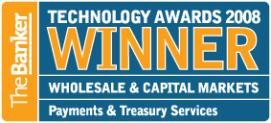 The Banker
TECHNOLOGY AWARDS 2008
WINNER
WHOLESALE & CAPITAL MARKETS
Payments & Treasury Services